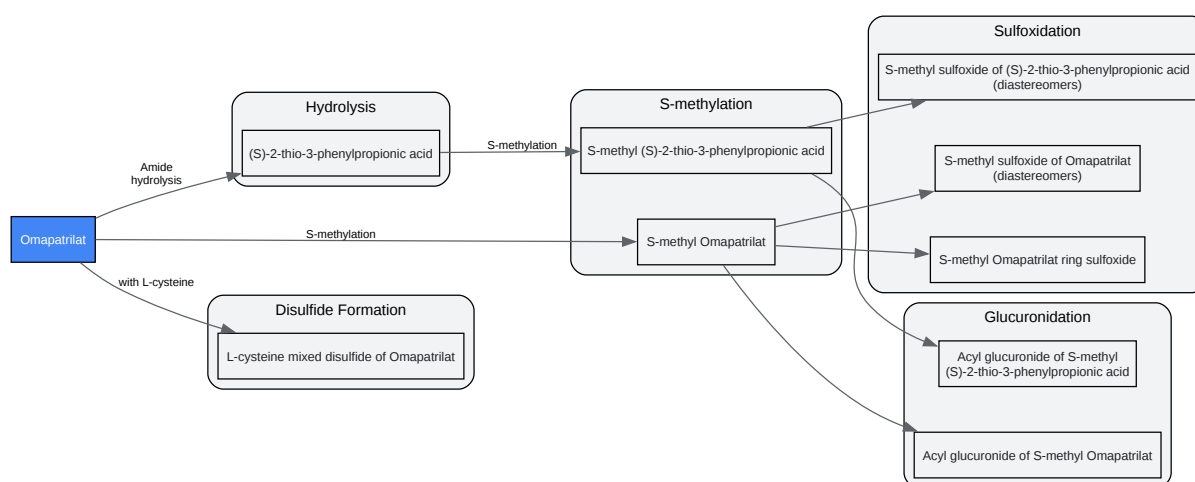 Sulfoxidation
S-methyl sulfoxide of (S)-2-thio-3-phenylpropionic acid
(diastereomers)
S-methyl sulfoxide of Omapatrilat
(diastereomers)
S-methyl Omapatrilat ring sulfoxide
S-methylation
S-methyl (S)-2-thio-3-phenylpropionic acid
S-methyl Omapatrilat
Hydrolysis
(S)-2-thio-3-phenylpropionic acid
S-methylation
Amide
hydrolysis
Omapatrilat
S-methylation
with L-cysteine
Disulfide Formation
L-cysteine mixed disulfide of Omapatrilat
Glucuronidation
Acyl glucuronide of S-methyl
(S)-2-thio-3-phenylpropionic acid
Acyl glucuronide of S-methyl Omapatrilat